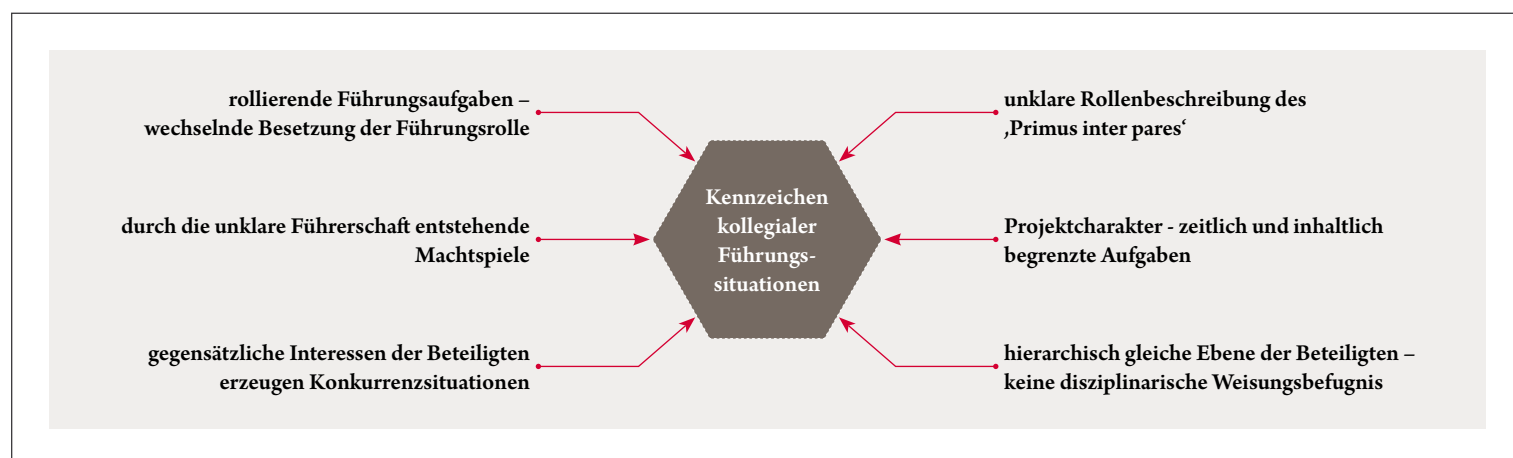 rollierende Führungsaufgaben –
wechselnde Besetzung der Führungsrolle
durch die unklare Führerschaft entstehende
Machtspiele
gegensätzliche Interessen der Beteiligten
erzeugen Konkurrenzsituationen
Kennzeichen
kollegialer
Führungs-
situationen
unklare Rollenbeschreibung des
‚Primus inter pares‘
Projektcharakter - zeitlich und inhaltlich
begrenzte Aufgaben
hierarchisch gleiche Ebene der Beteiligten –
keine disziplinarische Weisungsbefugnis